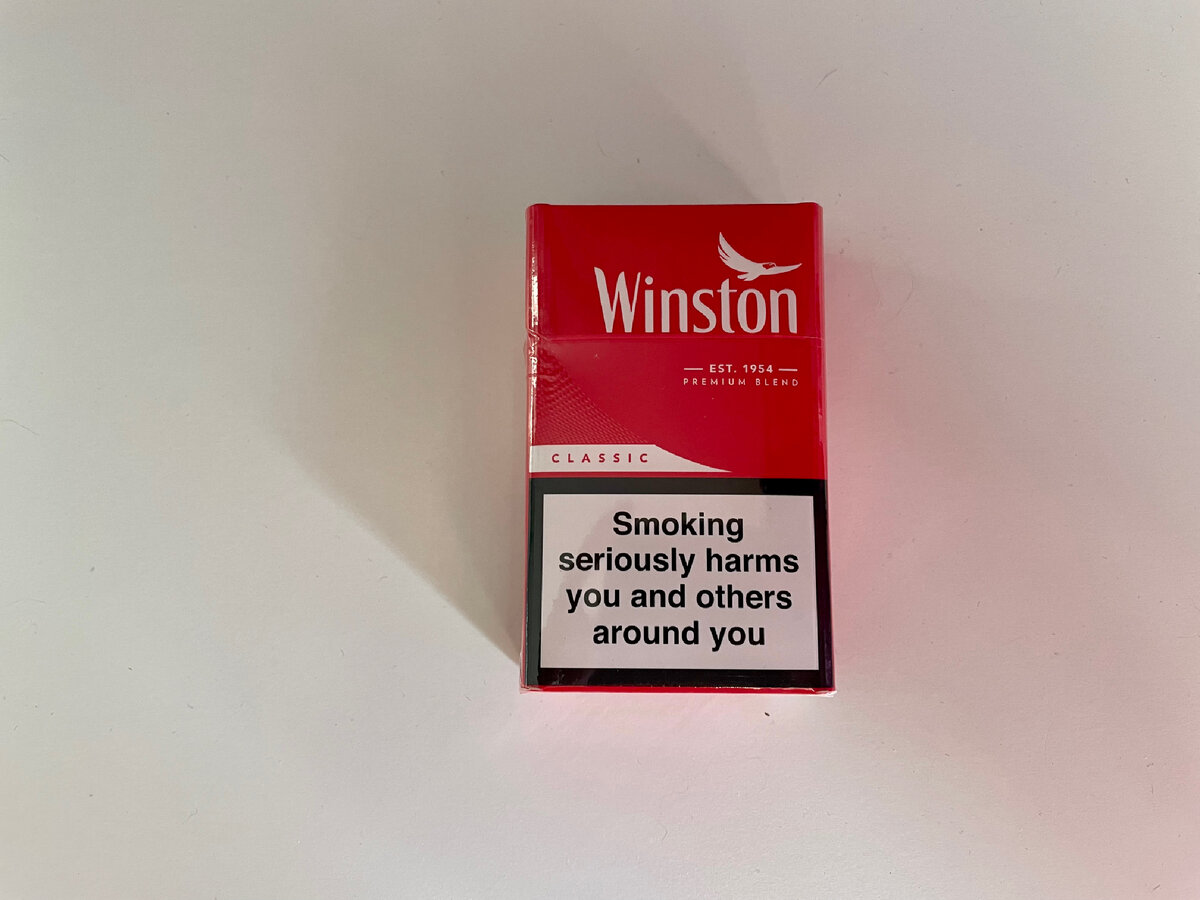 Winston
EST. 1954
PREMIUM BLEND
CLASSIC
Smoking
seriously harms
you and others
around you